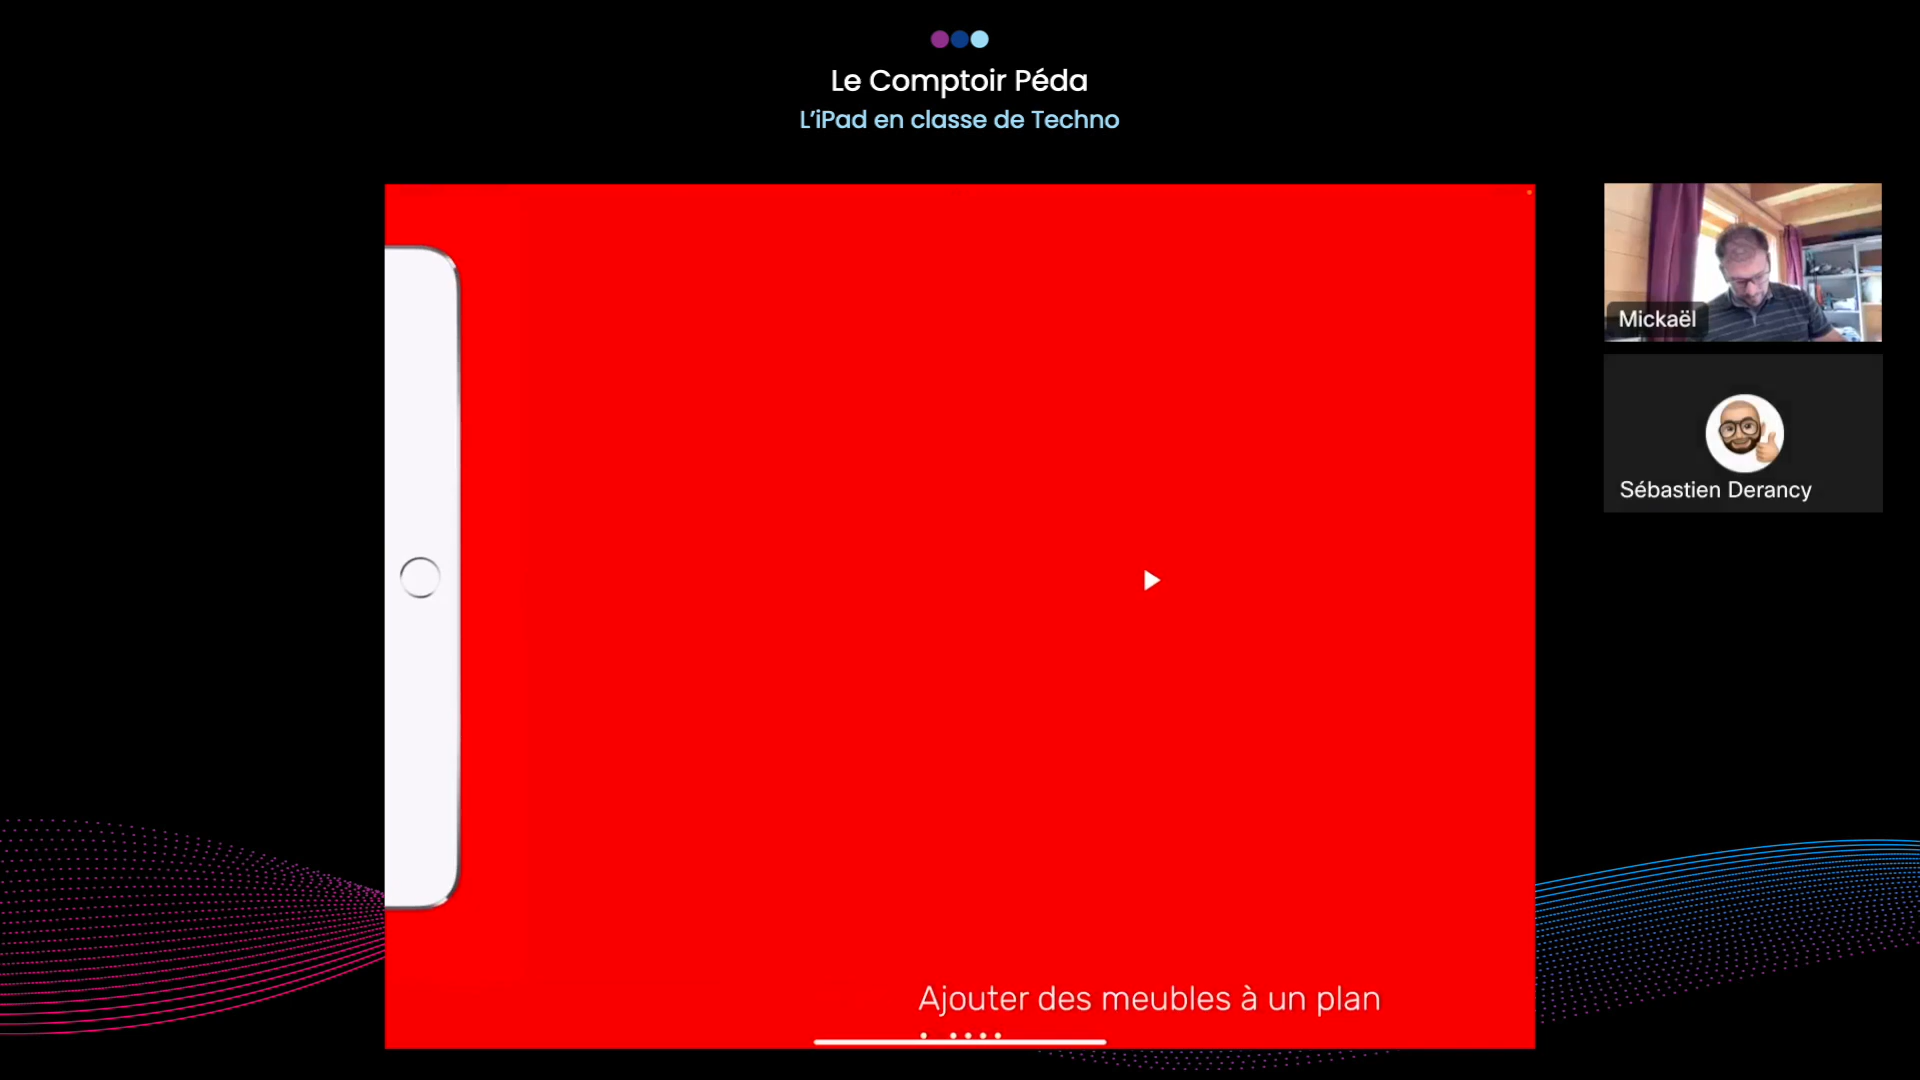 Le Comptoir Péda
L'iPad en classe de Techno
Mickaël
Sébastien Derancy
Ajouter des meubles à un plan